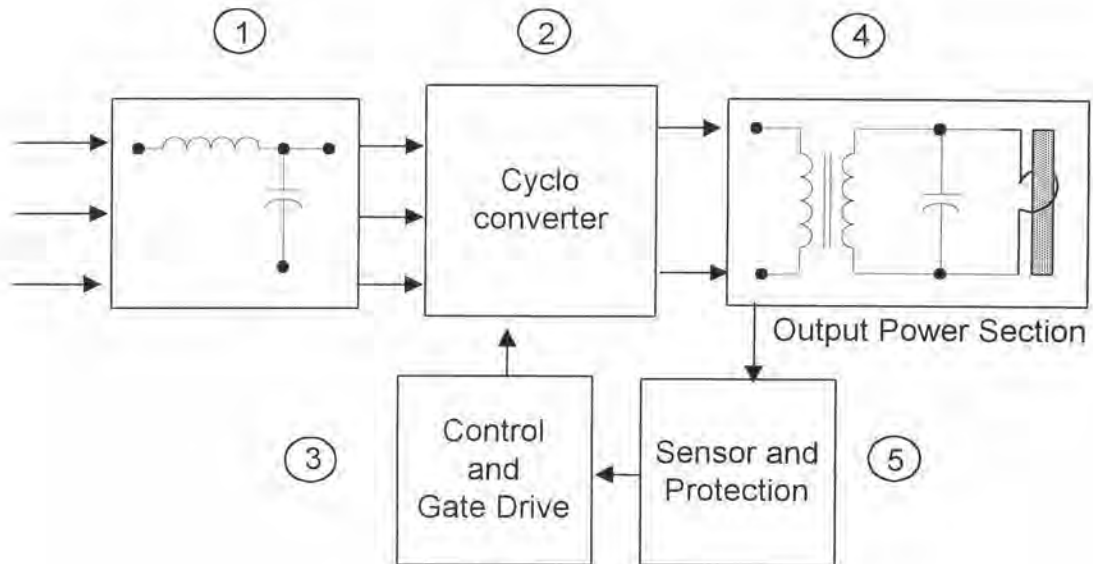 1
2
4
Cyclo
converter
Output Power Section
3
Control
and
Gate Drive
Sensor and
Protection
5